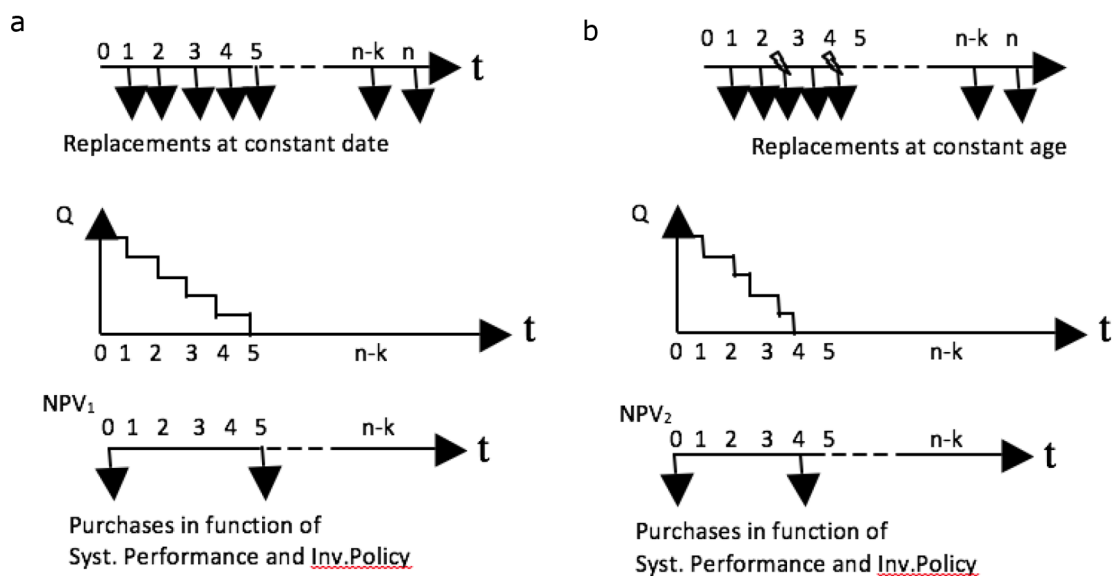 a
0 1 2 3 4 5 n-k n
t
Replacements at constant date
Q
t
0 1 2 3 4 5 n-k
NPV₁
0 1 2 3 4 5 n-k
t
Purchases in function of
Syst. Performance and Inv.Policy
b
0 1 2 3 4 5 n-k n
Replacements at constant age
Q
t
0 1 2 3 4 5 n-k
NPV₂
0 1 2 3 4 5 n-k
t
Purchases in function of
Syst. Performance and Inv.Policy